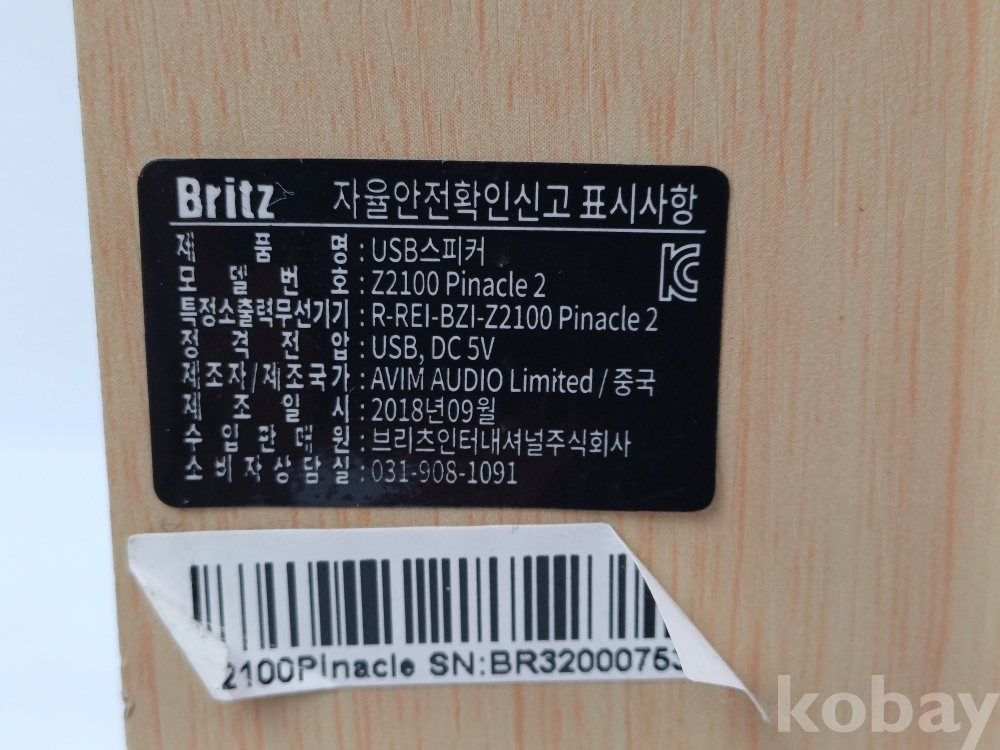 Britz 자율안전확인신고 표시사항
제 품 명 : USB스피커
모 델 번 호 : Z2100 Pinacle 2
특정소출력무선기기 : R-REI-BZI-Z2100 Pinacle 2
정 격 전 압 : USB, DC 5V
제조자/제조국가 : AVIM AUDIO Limited / 중국
제 조 일 시 : 2018년09월
수 입 판 매 원 : 브리츠인터내셔널주식회사
소 비 자 상 담 실 : 031-908-1091
2100Pinacle SN:BR32000753
kobay